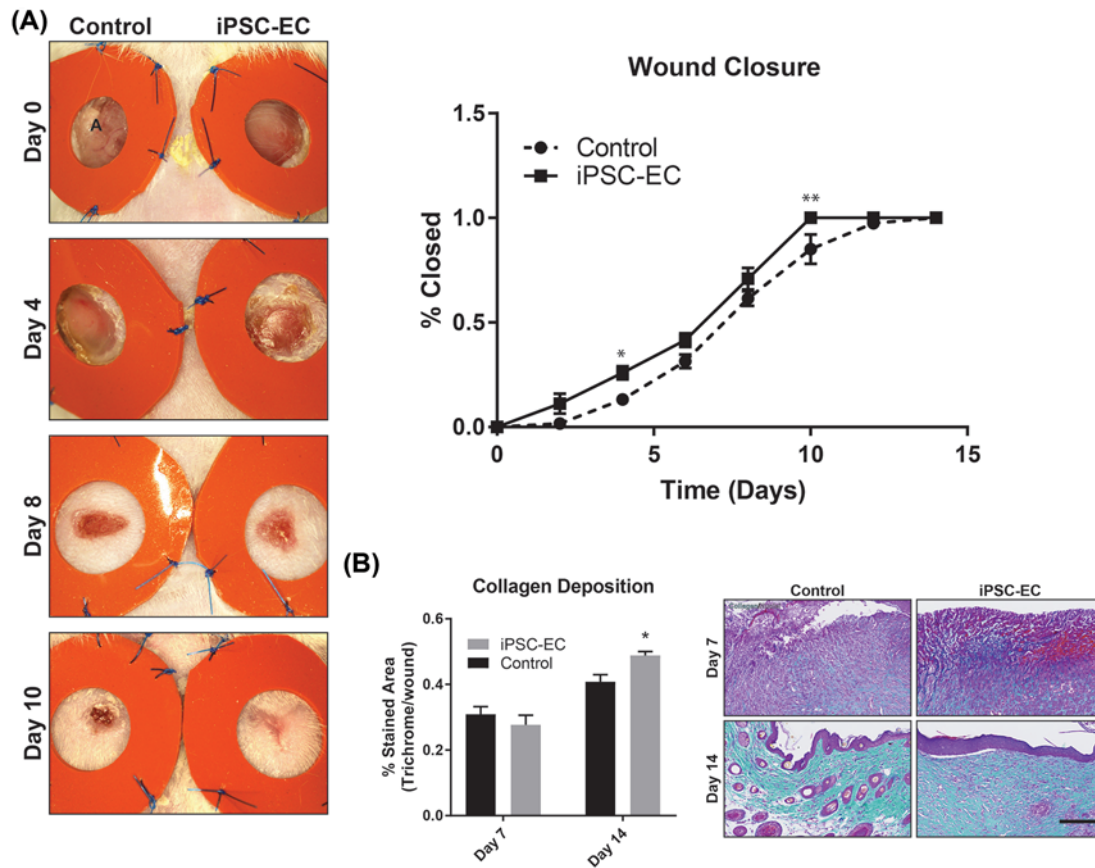 (A)
Control iPSC-EC
Day 0
A
Day 4
Day 8
Day 10
Wound Closure
Control
iPSC-EC
% Closed
1.5
1.0
0.5
0.0
*
**
0 5 10 15
Time (Days)
(B)
Collagen Deposition
iPSC-EC
Control
% Stained Area
(Trichrome/wound)
0.6
0.4
0.2
0.0
*
Day 7
Day 14
Control iPSC-EC
Day 7
Day 14